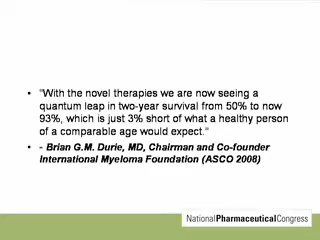 • "With the novel therapies we are now seeing a
quantum leap in two-year survival from 50% to now
93%, which is just 3% short of what a healthy person
of a comparable age would expect."
• - Brian G.M. Durie, MD, Chairman and Co-founder
International Myeloma Foundation (ASCO 2008)
NationalPharmaceuticalCongress